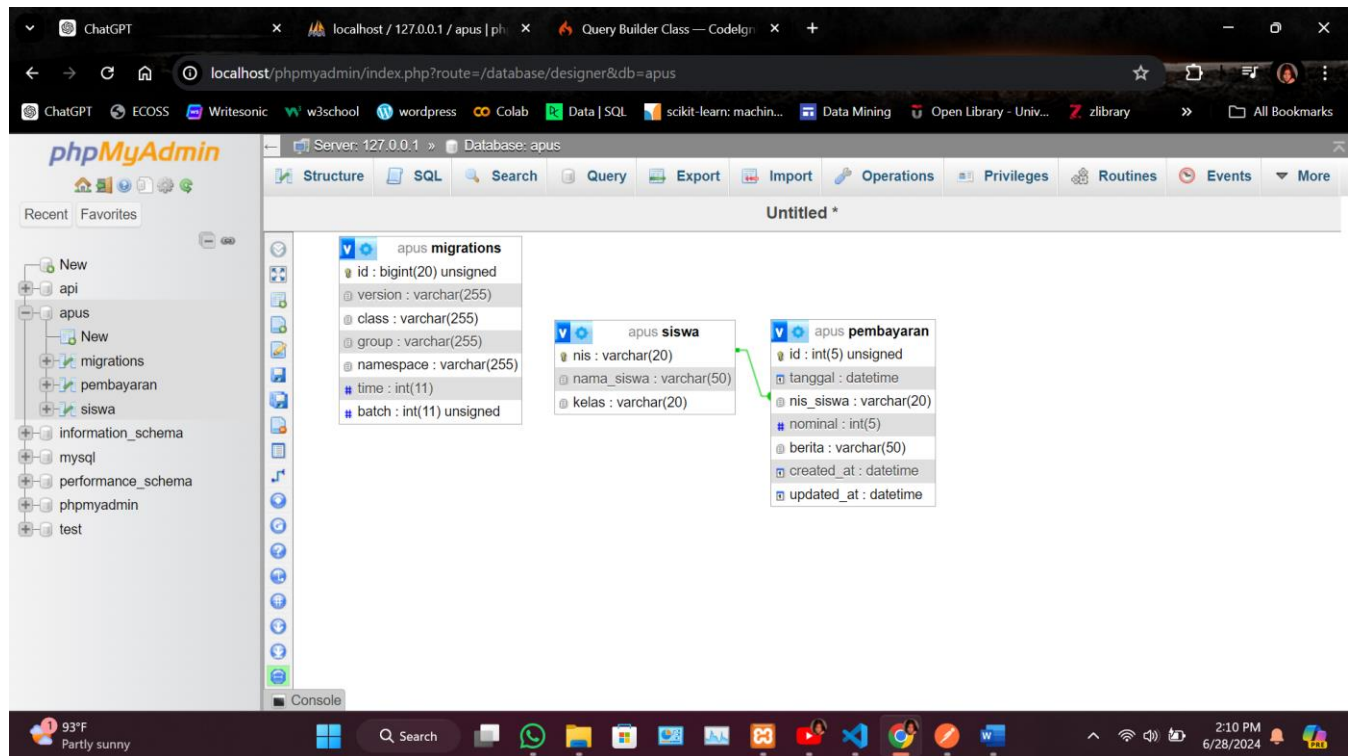 ChatGPT
localhost / 127.0.0.1 / apus | ph
Query Builder Class — CodeIgn
localhost/phpmyadmin/index.php?route=/database/designer&db=apus
ChatGPT ECOSS Writesonic w3school wordpress Colab Data | SQL scikit-learn: machin... Data Mining Open Library - Univ... zlibrary » All Bookmarks
phpMyAdmin
Server: 127.0.0.1 » Database: apus
Structure SQL Search Query Export Import Operations Privileges Routines Events More
Recent Favorites
Untitled *
New
api
apus
New
migrations
pembayaran
siswa
information_schema
mysql
performance_schema
phpmyadmin
test
apus migrations
id : bigint(20) unsigned
version : varchar(255)
class : varchar(255)
group : varchar(255)
namespace : varchar(255)
time : int(11)
batch : int(11) unsigned
apus siswa
nis : varchar(20)
nama_siswa : varchar(50)
kelas : varchar(20)
apus pembayaran
id : int(5) unsigned
tanggal : datetime
nis_siswa : varchar(20)
nominal : int(5)
berita : varchar(50)
created_at : datetime
updated_at : datetime
Console
1
93°F
Partly sunny
Search
2:10 PM
6/28/2024
PRE